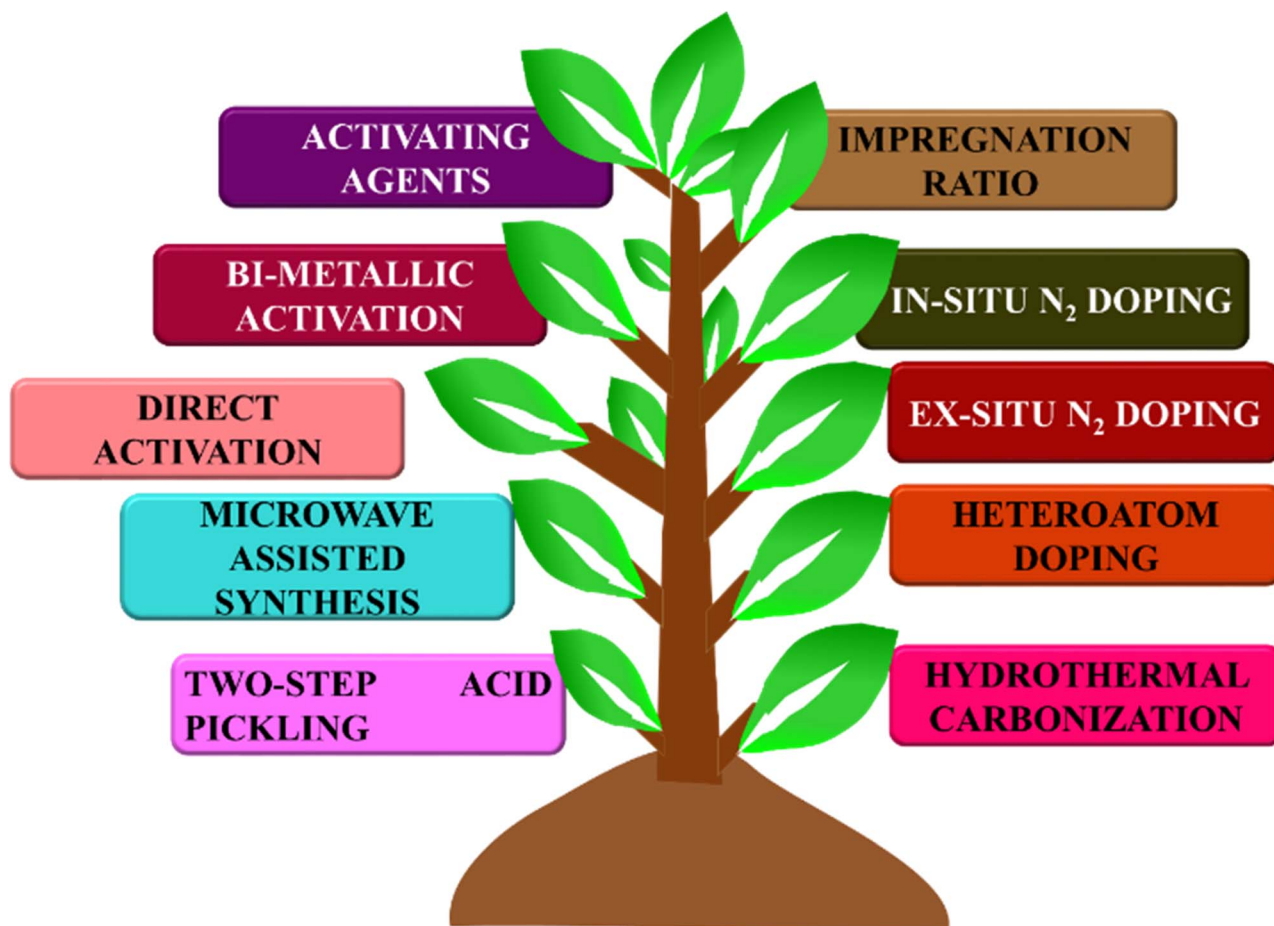 ACTIVATING
AGENTS
IMPREGNATION
RATIO
BI-METALLIC
ACTIVATION
IN-SITU N₂ DOPING
DIRECT
ACTIVATION
EX-SITU N₂ DOPING
MICROWAVE
ASSISTED
SYNTHESIS
HETEROATOM
DOPING
TWO-STEP ACID
PICKLING
HYDROTHERMAL
CARBONIZATION